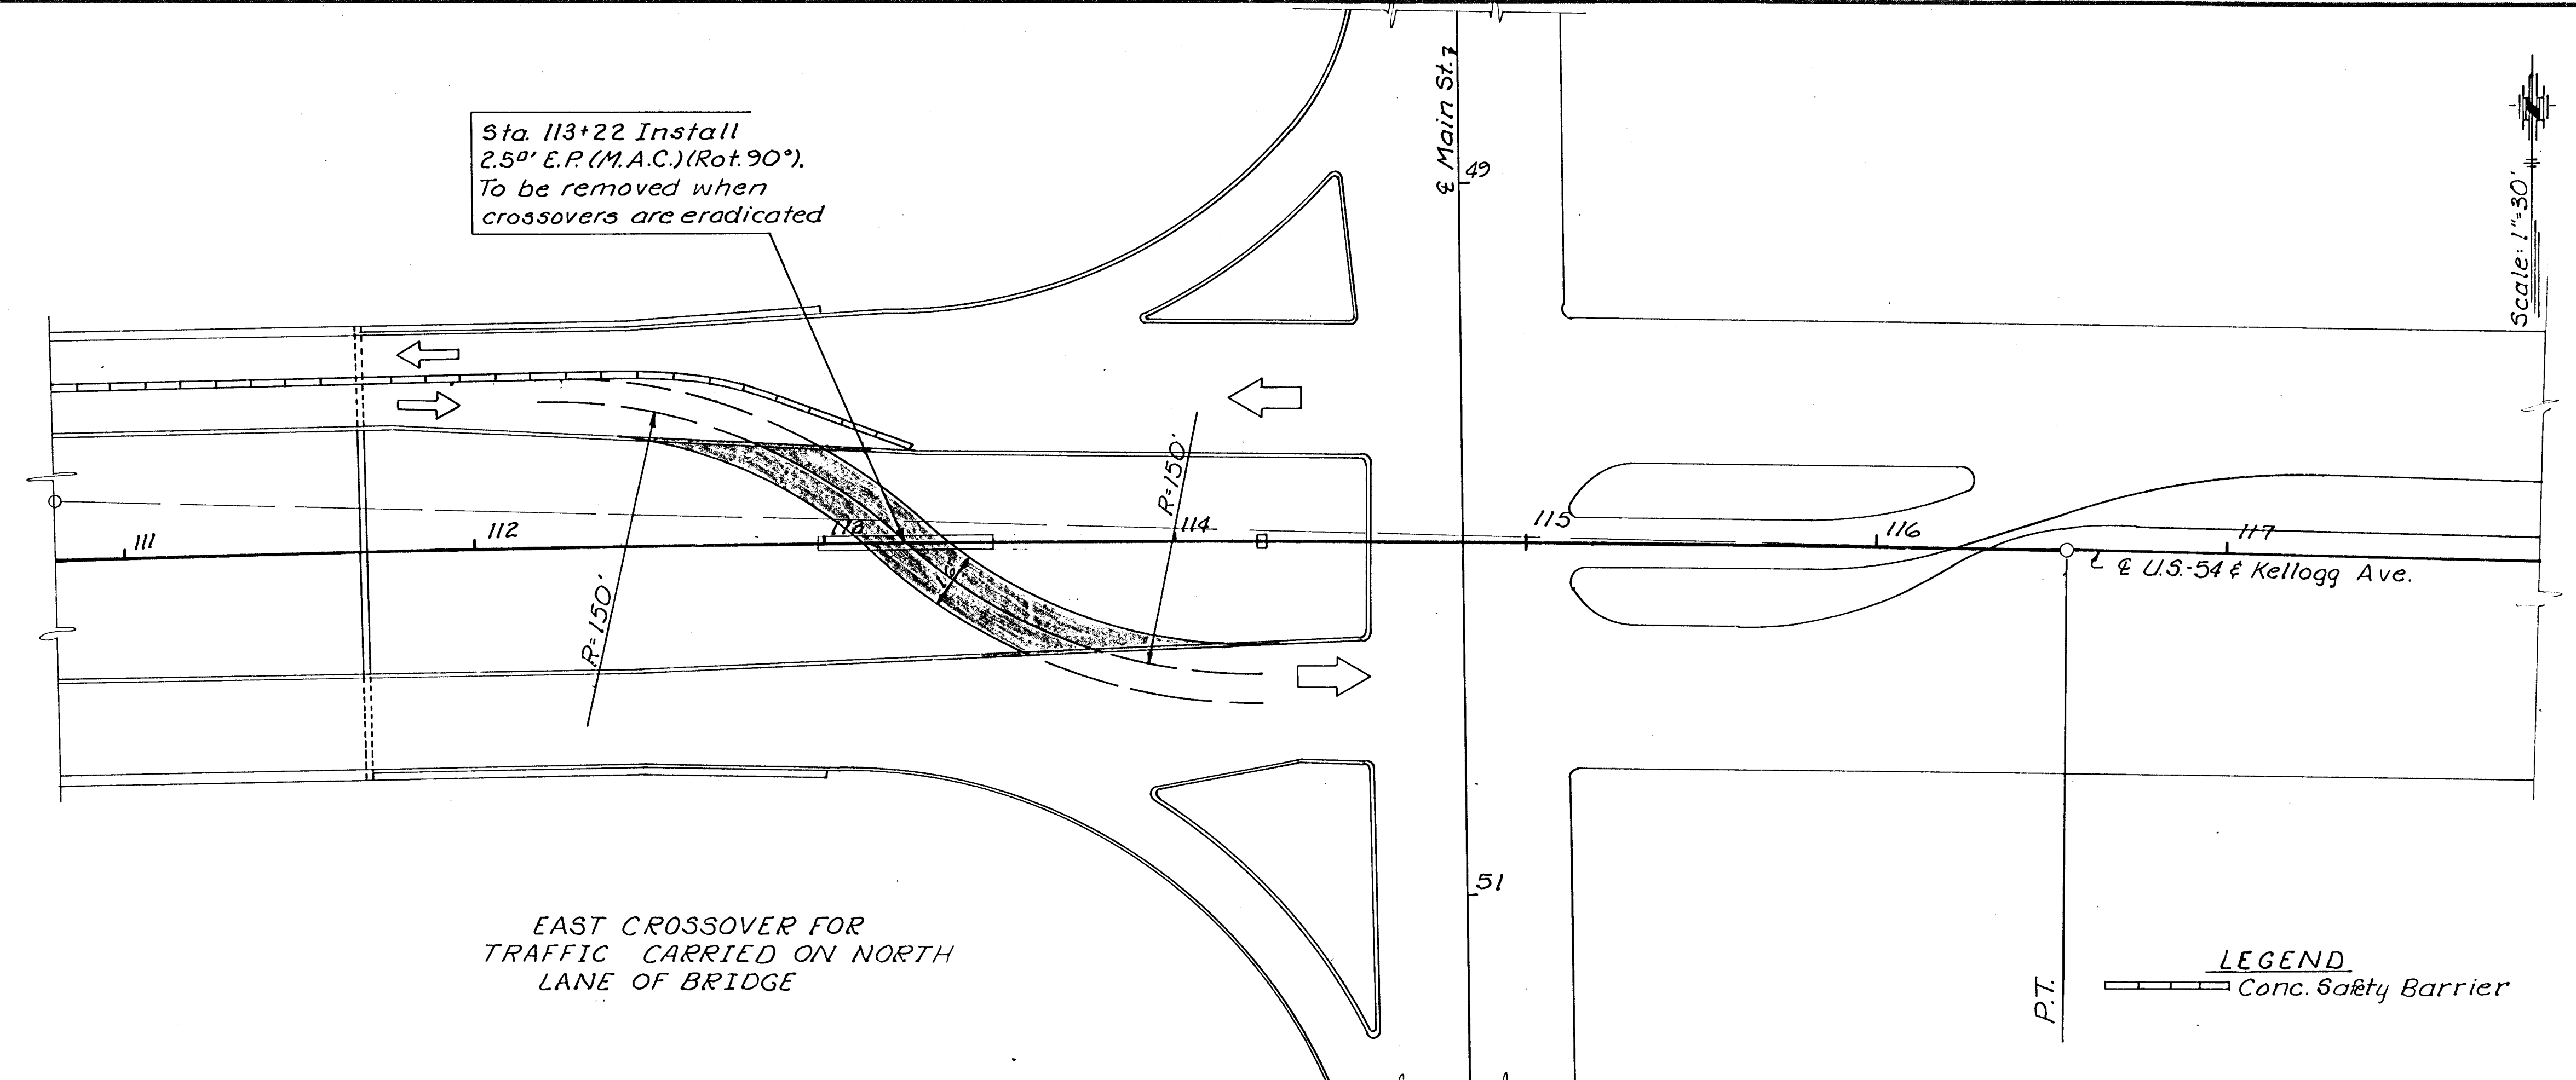 Sta. 113+22 Install
2.5▫' E.P. (M.A.C.)(Rot. 90°).
To be removed when
crossovers are eradicated
℄ Main St.
49
N
Scale: 1"=30'
R=150'
R=150'
111
112
113
114
115
116
117
16'
℄ U.S.-54 & Kellogg Ave.
51
EAST CROSSOVER FOR
TRAFFIC CARRIED ON NORTH
LANE OF BRIDGE
P.T.
LEGEND
Conc. Safety Barrier